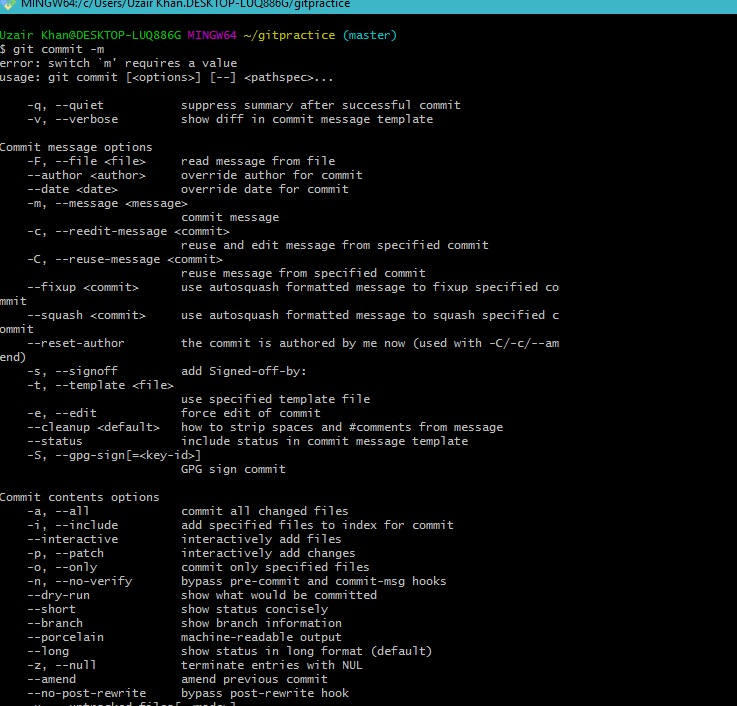 MINGW64:/c/Users/Uzair Khan.DESKTOP-LUQ886G/gitpractice
Uzair Khan@DESKTOP-LUQ886G MINGW64 ~/gitpractice (master)
$ git commit -m
error: switch `m' requires a value
usage: git commit [<options>] [--] <pathspec>...
-q, --quiet suppress summary after successful commit
-v, --verbose show diff in commit message template
Commit message options
-F, --file <file> read message from file
--author <author> override author for commit
--date <date> override date for commit
-m, --message <message>
commit message
-c, --reedit-message <commit>
reuse and edit message from specified commit
-C, --reuse-message <commit>
reuse message from specified commit
--fixup <commit> use autosquash formatted message to fixup specified co
mmit
--squash <commit> use autosquash formatted message to squash specified c
ommit
--reset-author the commit is authored by me now (used with -C/-c/--am
end)
-s, --signoff add Signed-off-by:
-t, --template <file>
use specified template file
-e, --edit force edit of commit
--cleanup <default> how to strip spaces and #comments from message
--status include status in commit message template
-S, --gpg-sign[=<key-id>]
GPG sign commit
Commit contents options
-a, --all commit all changed files
-i, --include add specified files to index for commit
--interactive interactively add files
-p, --patch interactively add changes
-o, --only commit only specified files
-n, --no-verify bypass pre-commit and commit-msg hooks
--dry-run show what would be committed
--short show status concisely
--branch show branch information
--porcelain machine-readable output
--long show status in long format (default)
-z, --null terminate entries with NUL
--amend amend previous commit
--no-post-rewrite bypass post-rewrite hook